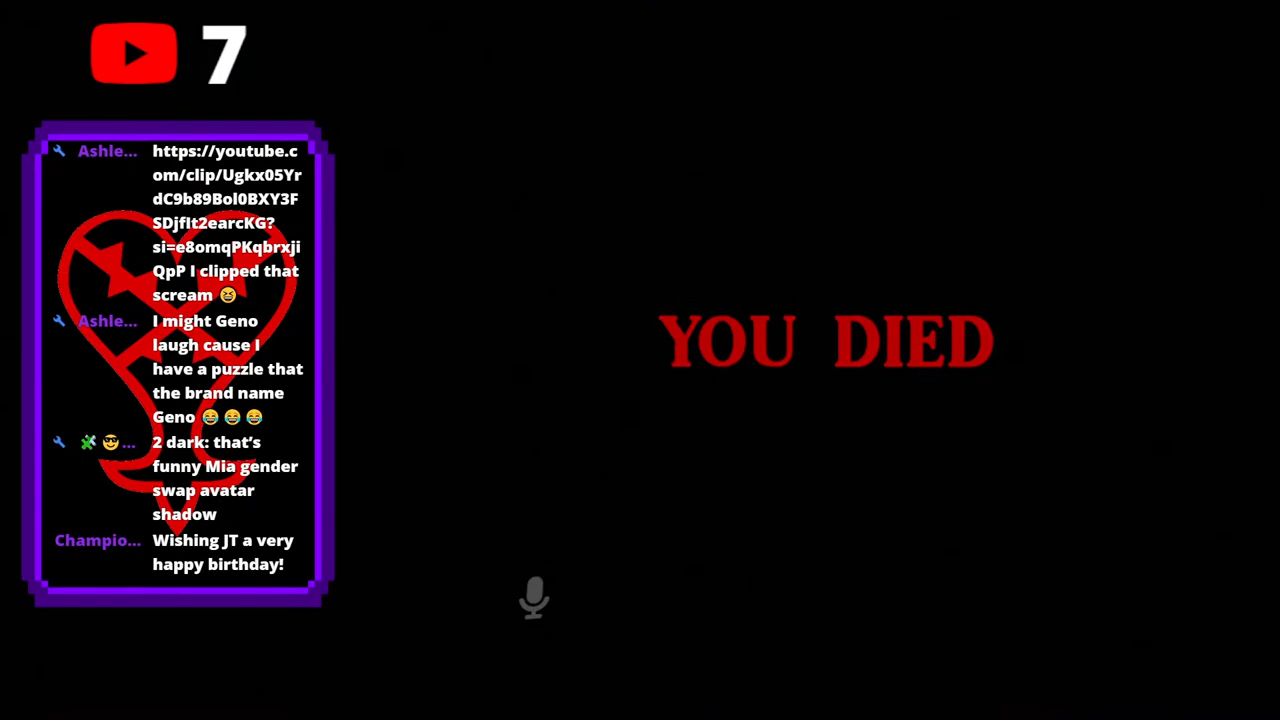 7
Ashle... https://youtube.c
om/clip/Ugkx05Yr
dC9b89Bol0BXY3F
SDjfIt2earcKG?
si=e8omqPKqbrxji
QpP I clipped that
scream 😆
Ashle... I might Geno
laugh cause I
have a puzzle that
the brand name
Geno 😂 😂 😂
... 2 dark: that's
funny Mia gender
swap avatar
shadow
Champio... Wishing JT a very
happy birthday!
YOU DIED